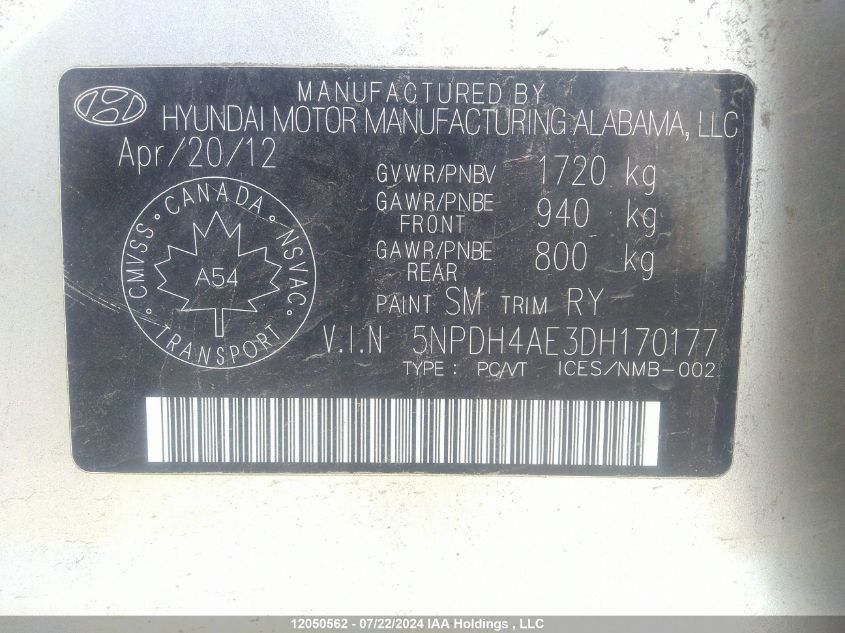 MANUFACTURED BY
HYUNDAI MOTOR MANUFACTURING ALABAMA, LLC
Apr/20/12
GVWR/PNBV 1720 kg
GAWR/PNBE FRONT 940 kg
GAWR/PNBE REAR 800 kg
CMVSS ° CANADA ° NSVAC °
A54
TRANSPORT
PAINT SM TRIM RY
V.I.N 5NPDH4AE3DH170177
TYPE : PC/VT ICES/NMB-002
12050562 - 07/22/2024 IAA Holdings , LLC